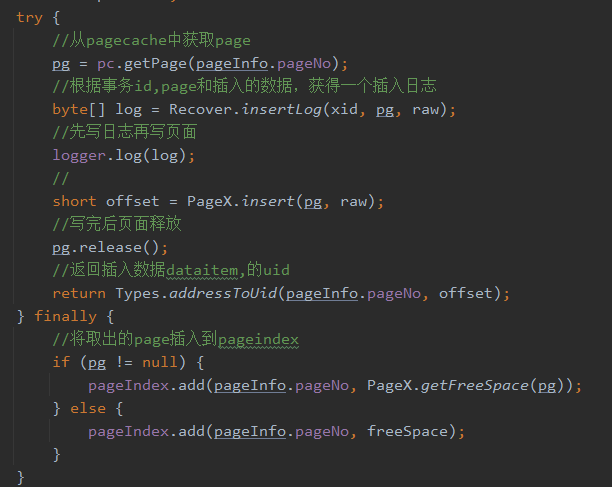 try {
//从pagecache中获取page
pg = pc.getPage(pageInfo.pageNo);
//根据事务id,page和插入的数据，获得一个插入日志
byte[] log = Recover.insertLog(xid, pg, raw);
//先写日志再写页面
logger.log(log);
//
short offset = PageX.insert(pg, raw);
//写完后页面释放
pg.release();
//返回插入数据dataitem,的uid
return Types.addressToUid(pageInfo.pageNo, offset);
} finally {
//将取出的page插入到pageindex
if (pg != null) {
pageIndex.add(pageInfo.pageNo, PageX.getFreeSpace(pg));
} else {
pageIndex.add(pageInfo.pageNo, freeSpace);
}
}